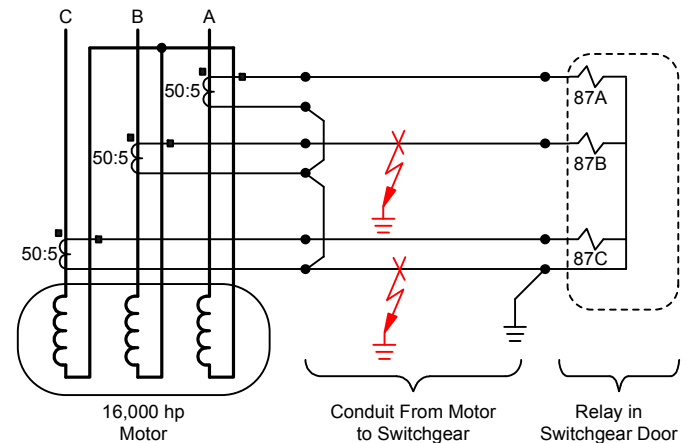 C B A
50:5
87A
50:5
87B
50:5
87C
16,000 hp
Motor
Conduit From Motor
to Switchgear
Relay in
Switchgear Door